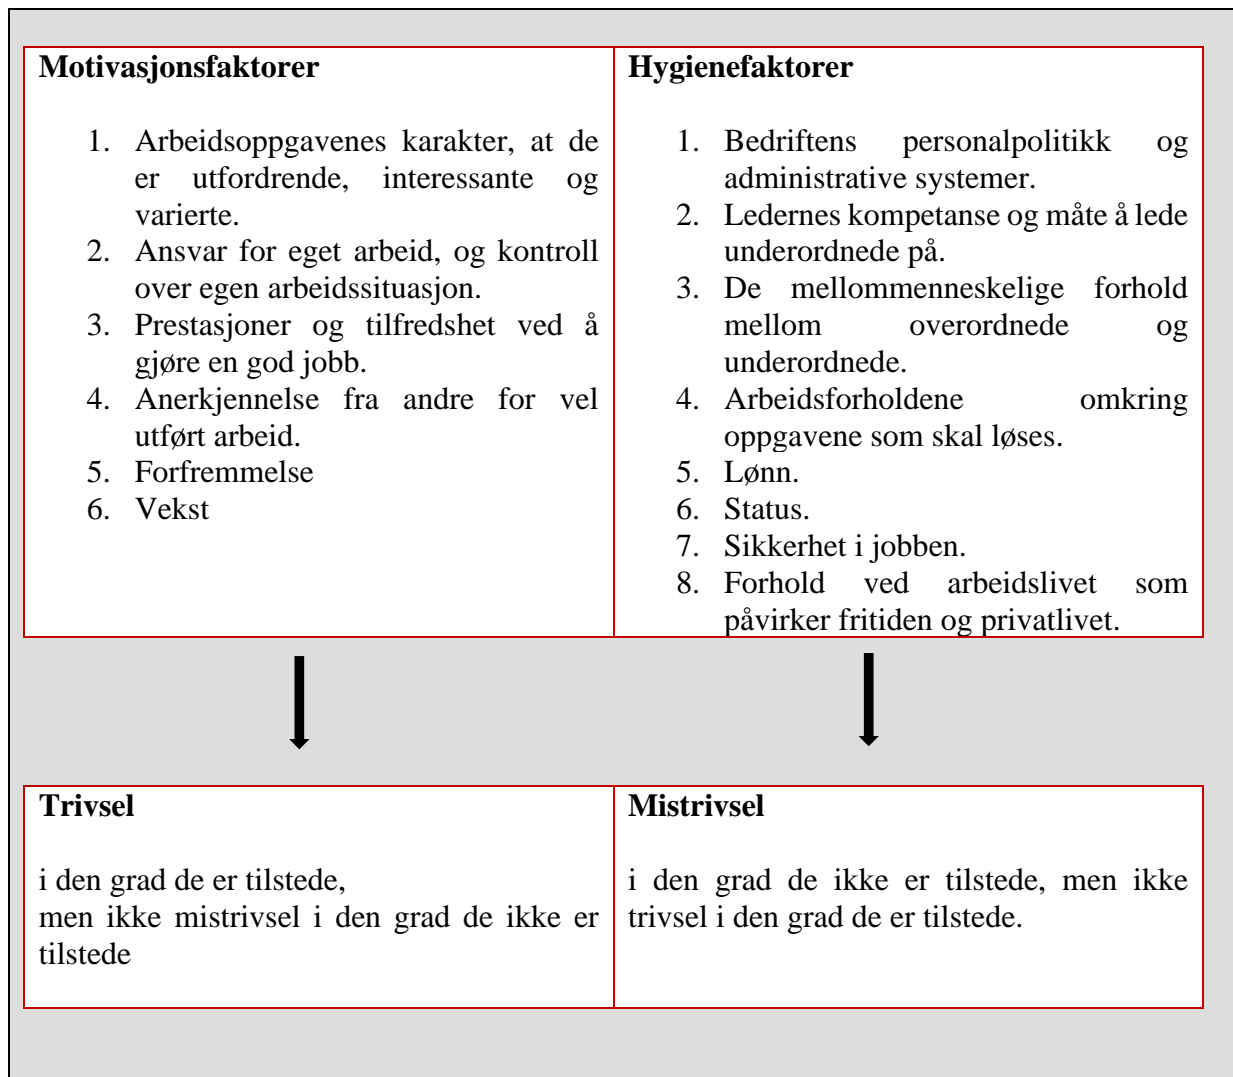 Motivasjonsfaktorer
1. Arbeidsoppgavenes karakter, at de
er utfordrende, interessante og
varierte.
2. Ansvar for eget arbeid, og kontroll
over egen arbeidssituasjon.
3. Prestasjoner og tilfredshet ved å
gjøre en god jobb.
4. Anerkjennelse fra andre for vel
utført arbeid.
5. Forfremmelse
6. Vekst
Hygienefaktorer
1. Bedriftens personalpolitikk og
administrative systemer.
2. Ledernes kompetanse og måte å lede
underordnede på.
3. De mellommenneskelige forhold
mellom overordnede og
underordnede.
4. Arbeidsforholdene omkring
oppgavene som skal løses.
5. Lønn.
6. Status.
7. Sikkerhet i jobben.
8. Forhold ved arbeidslivet som
påvirker fritiden og privatlivet.
Trivsel
i den grad de er tilstede,
men ikke mistrivsel i den grad de ikke er
tilstede
Mistrivsel
i den grad de ikke er tilstede, men ikke
trivsel i den grad de er tilstede.